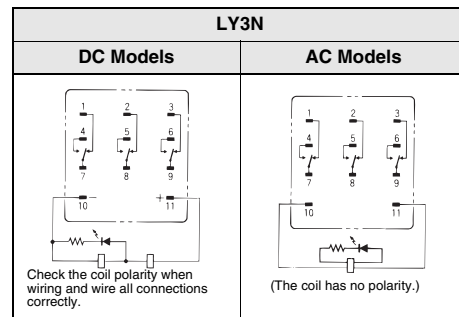 LY3N
DC Models
AC Models
1 2 3
4 5 6
7 8 9
10 − + 11
Check the coil polarity when
wiring and wire all connections
correctly.
1 2 3
4 5 6
7 8 9
10 11
(The coil has no polarity.)